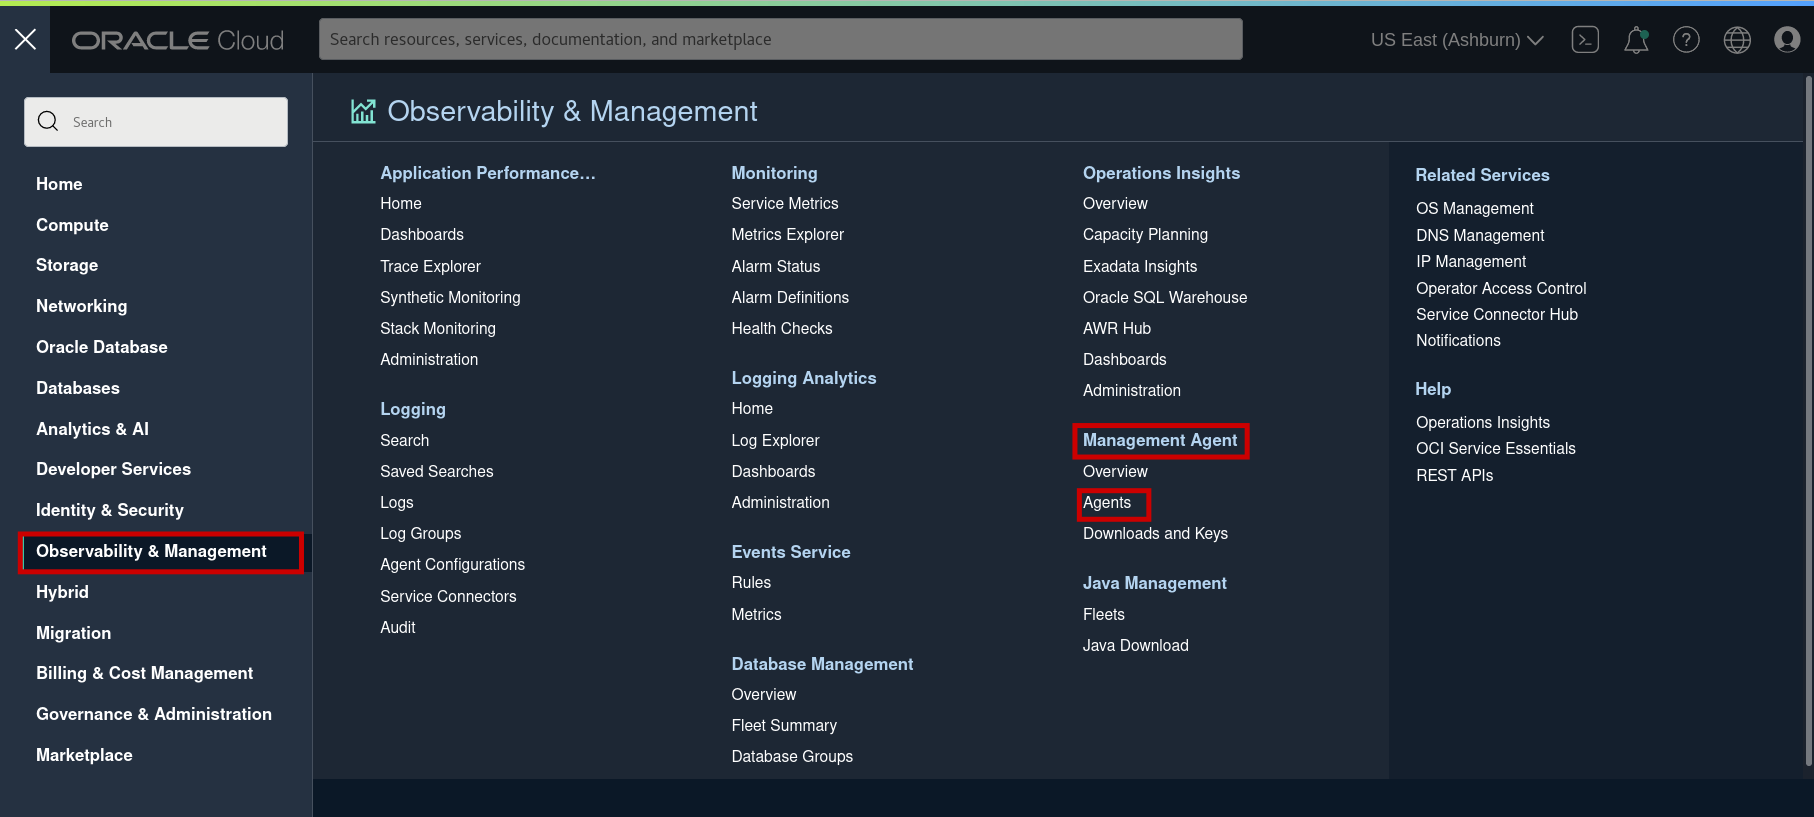 ORACLE Cloud
Search resources, services, documentation, and marketplace
US East (Ashburn)
Search
Home
Compute
Storage
Networking
Oracle Database
Databases
Analytics & AI
Developer Services
Identity & Security
Observability & Management
Hybrid
Migration
Billing & Cost Management
Governance & Administration
Marketplace
Observability & Management
Application Performance...
Home
Dashboards
Trace Explorer
Synthetic Monitoring
Stack Monitoring
Administration
Logging
Search
Saved Searches
Logs
Log Groups
Agent Configurations
Service Connectors
Audit
Monitoring
Service Metrics
Metrics Explorer
Alarm Status
Alarm Definitions
Health Checks
Logging Analytics
Home
Log Explorer
Dashboards
Administration
Events Service
Rules
Metrics
Database Management
Overview
Fleet Summary
Database Groups
Operations Insights
Overview
Capacity Planning
Exadata Insights
Oracle SQL Warehouse
AWR Hub
Dashboards
Administration
Management Agent
Overview
Agents
Downloads and Keys
Java Management
Fleets
Java Download
Related Services
OS Management
DNS Management
IP Management
Operator Access Control
Service Connector Hub
Notifications
Help
Operations Insights
OCI Service Essentials
REST APIs